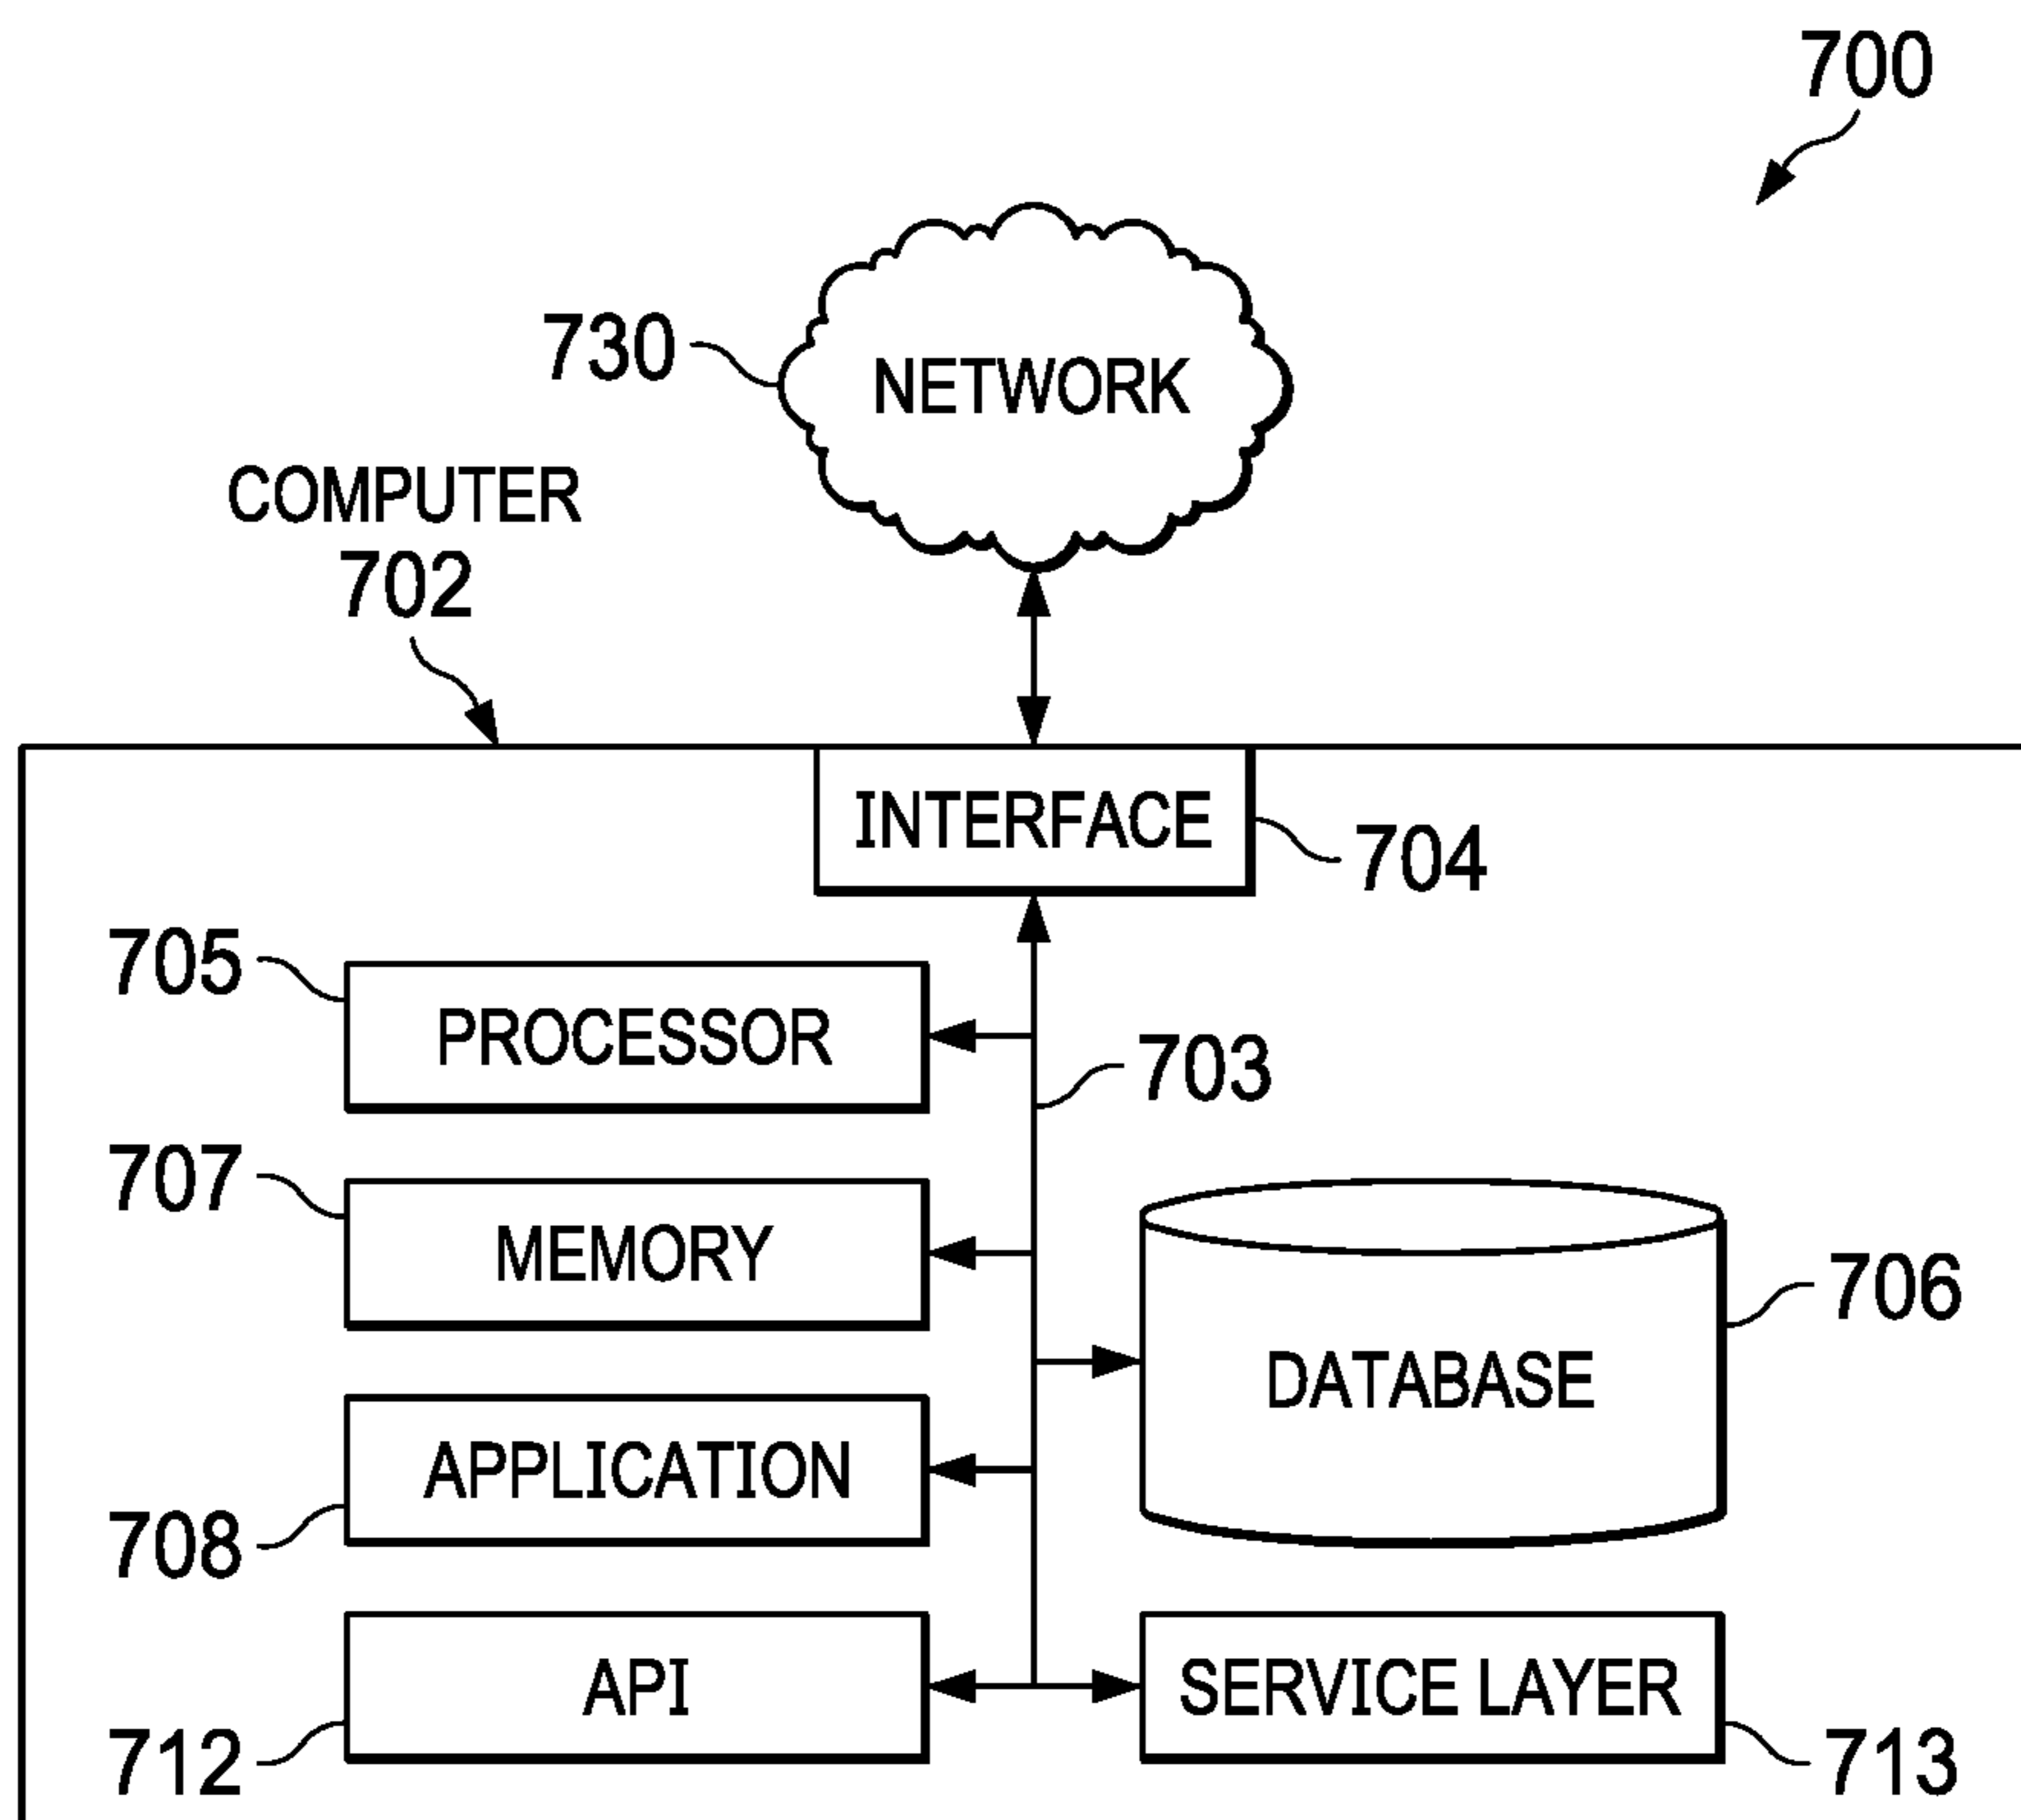 700
730
NETWORK
COMPUTER
702
INTERFACE
704
705
PROCESSOR
703
707
MEMORY
706
DATABASE
APPLICATION
708
API
SERVICE LAYER
712
713